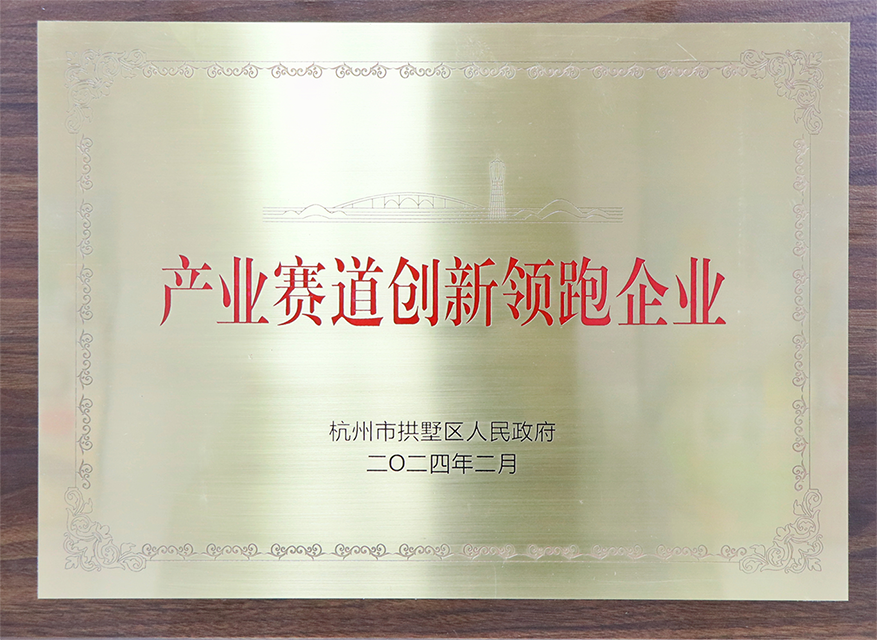 产业赛道创新领跑企业
杭州市拱墅区人民政府
二〇二四年二月